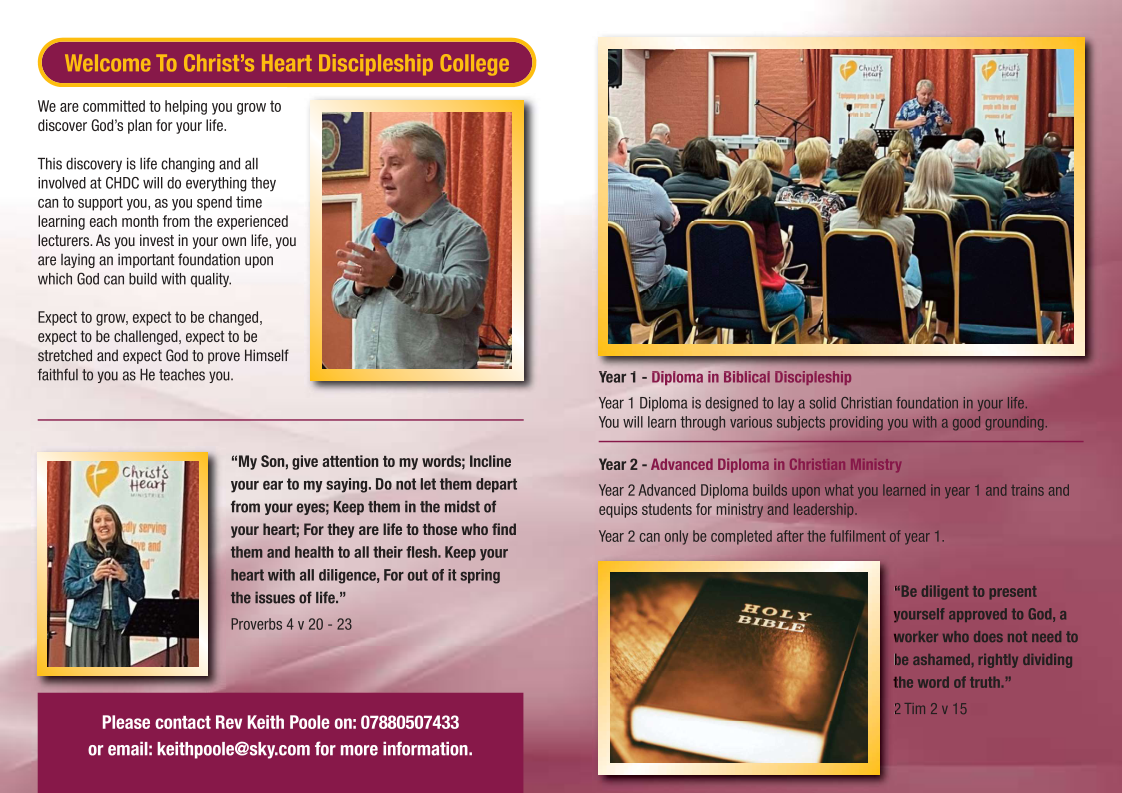 Welcome To Christ's Heart Discipleship College
We are committed to helping you grow to
discover God's plan for your life.
This discovery is life changing and all
involved at CHDC will do everything they
can to support you, as you spend time
learning each month from the experienced
lecturers. As you invest in your own life, you
are laying an important foundation upon
which God can build with quality.
Expect to grow, expect to be changed,
expect to be challenged, expect to be
stretched and expect God to prove Himself
faithful to you as He teaches you.
Christ's
Heart
MINISTRIES
serving
love and
"My Son, give attention to my words; Incline
your ear to my saying. Do not let them depart
from your eyes; Keep them in the midst of
your heart; For they are life to those who find
them and health to all their flesh. Keep your
heart with all diligence, For out of it spring
the issues of life."
Proverbs 4 v 20 - 23
Please contact Rev Keith Poole on: 07880507433
or email: keithpoole@sky.com for more information.
Christ's
Heart
Christ's
Heart
Year 1 - Diploma in Biblical Discipleship
Year 1 Diploma is designed to lay a solid Christian foundation in your life.
You will learn through various subjects providing you with a good grounding.
Year 2 - Advanced Diploma in Christian Ministry
Year 2 Advanced Diploma builds upon what you learned in year 1 and trains and
equips students for ministry and leadership.
Year 2 can only be completed after the fulfilment of year 1.
HOLY
BIBLE
"Be diligent to present
yourself approved to God, a
worker who does not need to
be ashamed, rightly dividing
the word of truth."
2 Tim 2 v 15